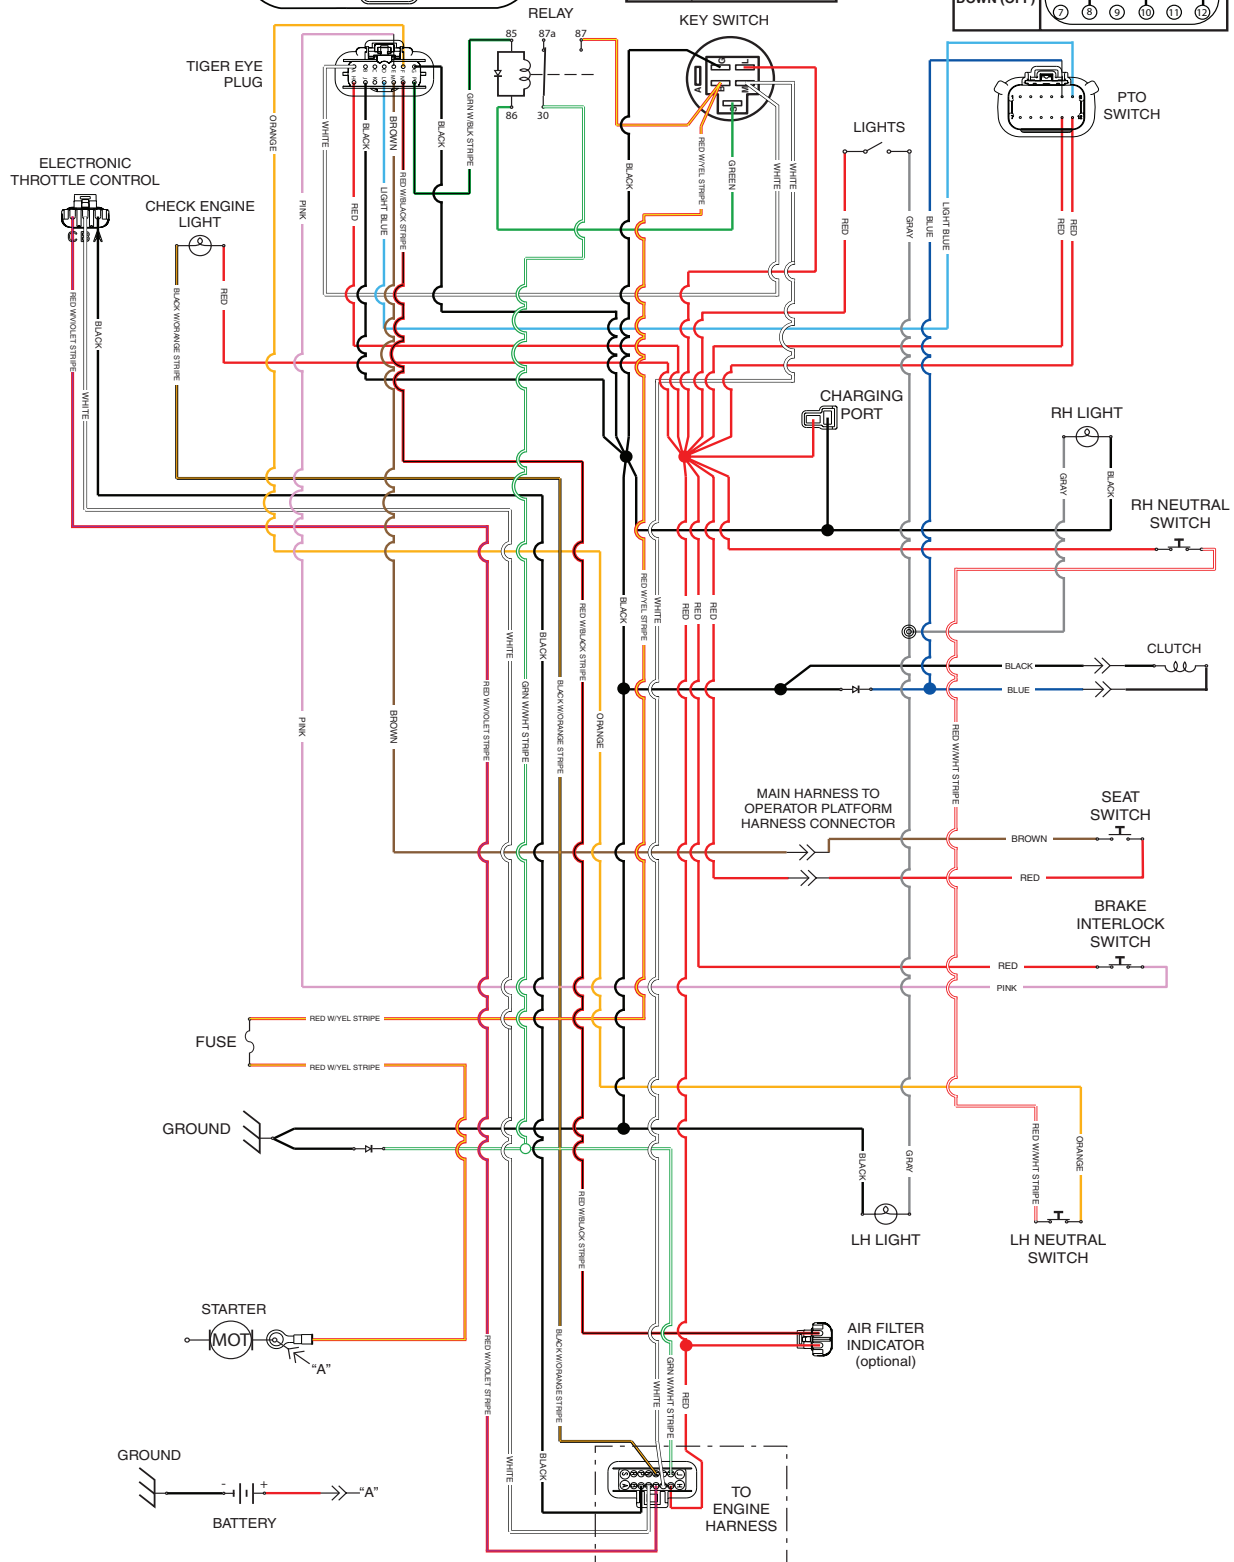 DOWN (OFF)
7 8 9 10 11 12
RELAY
KEY SWITCH
85 87a 87
86 30
TIGER EYE
PLUG
PTO
SWITCH
LIGHTS
ELECTRONIC
THROTTLE CONTROL
C B A
CHECK ENGINE
LIGHT
ORANGE
PINK
WHITE
RED
BLACK
LIGHT BLUE
BROWN
RED W/BLACK STRIPE
BLACK
GRN W/BLK STRIPE
BLACK
RED W/YEL STRIPE
GREEN
WHITE
WHITE
RED
GRAY
BLUE
LIGHT BLUE
RED
RED
RED W/VIOLET STRIPE
WHITE
BLACK
BLACK W/ORANGE STRIPE
RED
CHARGING
PORT
RH LIGHT
GRAY
BLACK
RH NEUTRAL
SWITCH
BLACK
RED W/YEL STRIPE
WHITE
RED
RED
RED
RED W/BLACK STRIPE
WHITE
BLACK
CLUTCH
BLACK
BLUE
PINK
BROWN
RED W/VIOLET STRIPE
GRN W/WHT STRIPE
BLACK W/ORANGE STRIPE
ORANGE
RED W/WHT STRIPE
MAIN HARNESS TO
OPERATOR PLATFORM
HARNESS CONNECTOR
SEAT
SWITCH
BROWN
RED
BRAKE
INTERLOCK
SWITCH
RED
PINK
FUSE
RED W/YEL STRIPE
RED W/YEL STRIPE
GROUND
BLACK
GRAY
RED W/WHT STRIPE
ORANGE
RED W/BLACK STRIPE
LH LIGHT
LH NEUTRAL
SWITCH
STARTER
MOT
"A"
AIR FILTER
INDICATOR
(optional)
RED W/VIOLET STRIPE
BLACK W/ORANGE STRIPE
WHITE
GRN W/WHT STRIPE
RED
GROUND
- +
"A"
BATTERY
WHITE
BLACK
TO
ENGINE
HARNESS